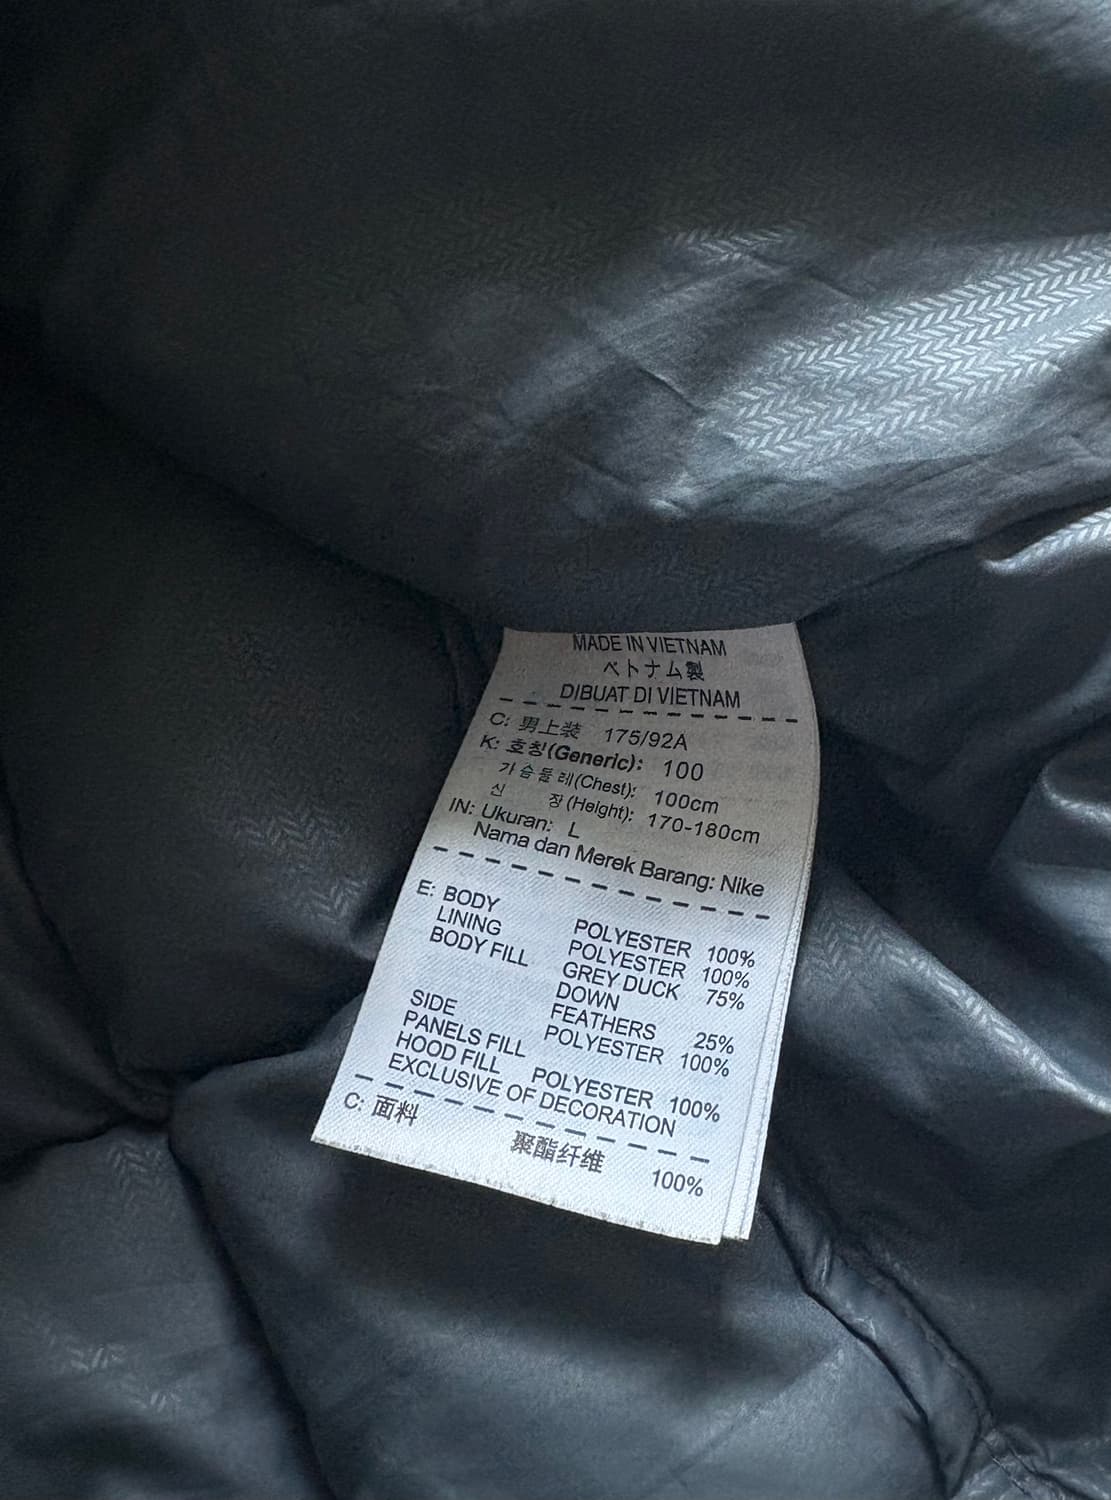 MADE IN VIETNAM
ベトナム製
DIBUAT DI VIETNAM
C: 男上装 175/92A
K: 호칭(Generic): 100
가슴둘레(Chest): 100cm
신 장(Height): 170-180cm
IN: Ukuran: L
Nama dan Merek Barang: Nike
E: BODY POLYESTER 100%
LINING POLYESTER 100%
BODY FILL GREY DUCK 75%
DOWN
FEATHERS 25%
SIDE POLYESTER 100%
PANELS FILL
HOOD FILL POLYESTER 100%
EXCLUSIVE OF DECORATION
C: 面料 聚酯纤维 100%